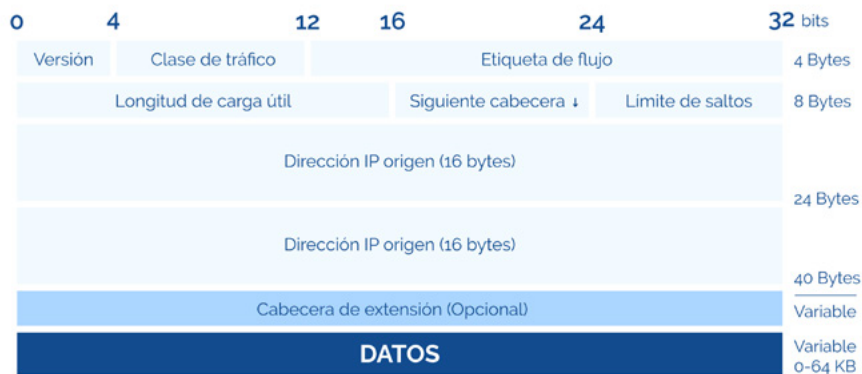 0 4 12 16 24 32 bits
Versión Clase de tráfico Etiqueta de flujo 4 Bytes
Longitud de carga útil Siguiente cabecera ↓ Límite de saltos 8 Bytes
Dirección IP origen (16 bytes)
24 Bytes
Dirección IP origen (16 bytes)
40 Bytes
Cabecera de extensión (Opcional) Variable
DATOS Variable
0-64 KB